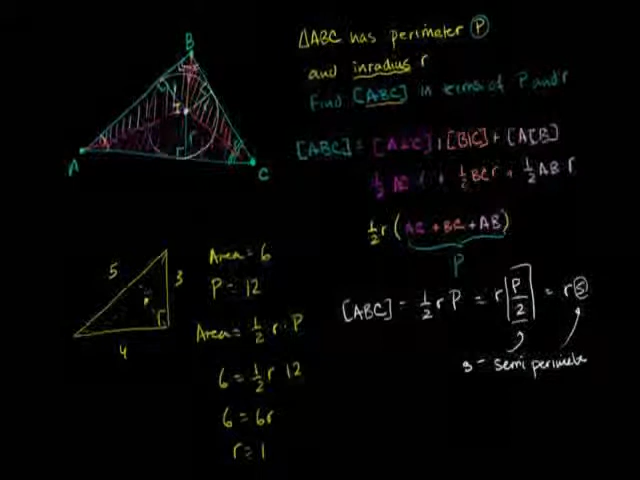 △ABC has perimeter P
and inradius r
Find [ABC] in terms of P and r
[ABC] = [AIC] + [BIC] + [AIB]
1/2 AC r + 1/2 BC r + 1/2 AB r
1/2 r (AC + BC + AB)
P
[ABC] = 1/2 r P = r P/2 = r s
s - semi perimeter
B
I
r
A
C
5
3
r
4
Area = 6
P = 12
Area = 1/2 r · P
6 = 1/2 r 12
6 = 6r
r = 1